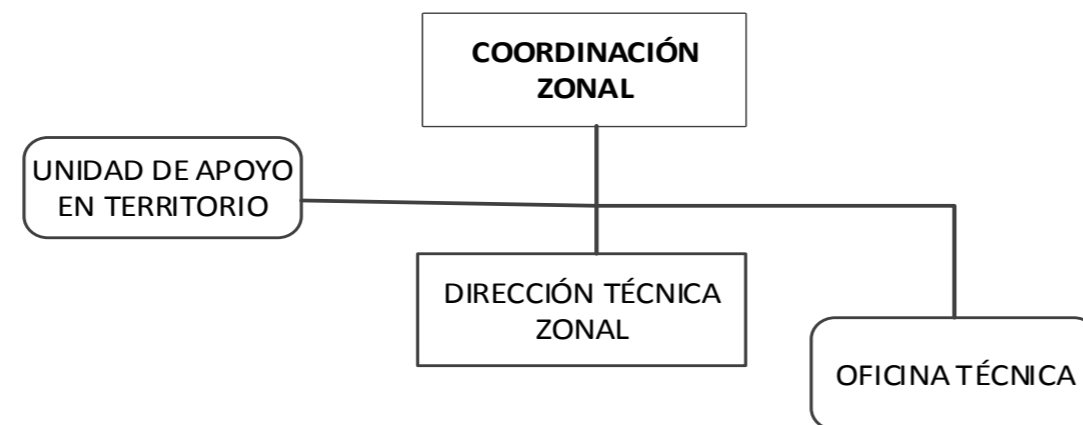 COORDINACIÓN
ZONAL
UNIDAD DE APOYO
EN TERRITORIO
DIRECCIÓN TÉCNICA
ZONAL
OFICINA TÉCNICA